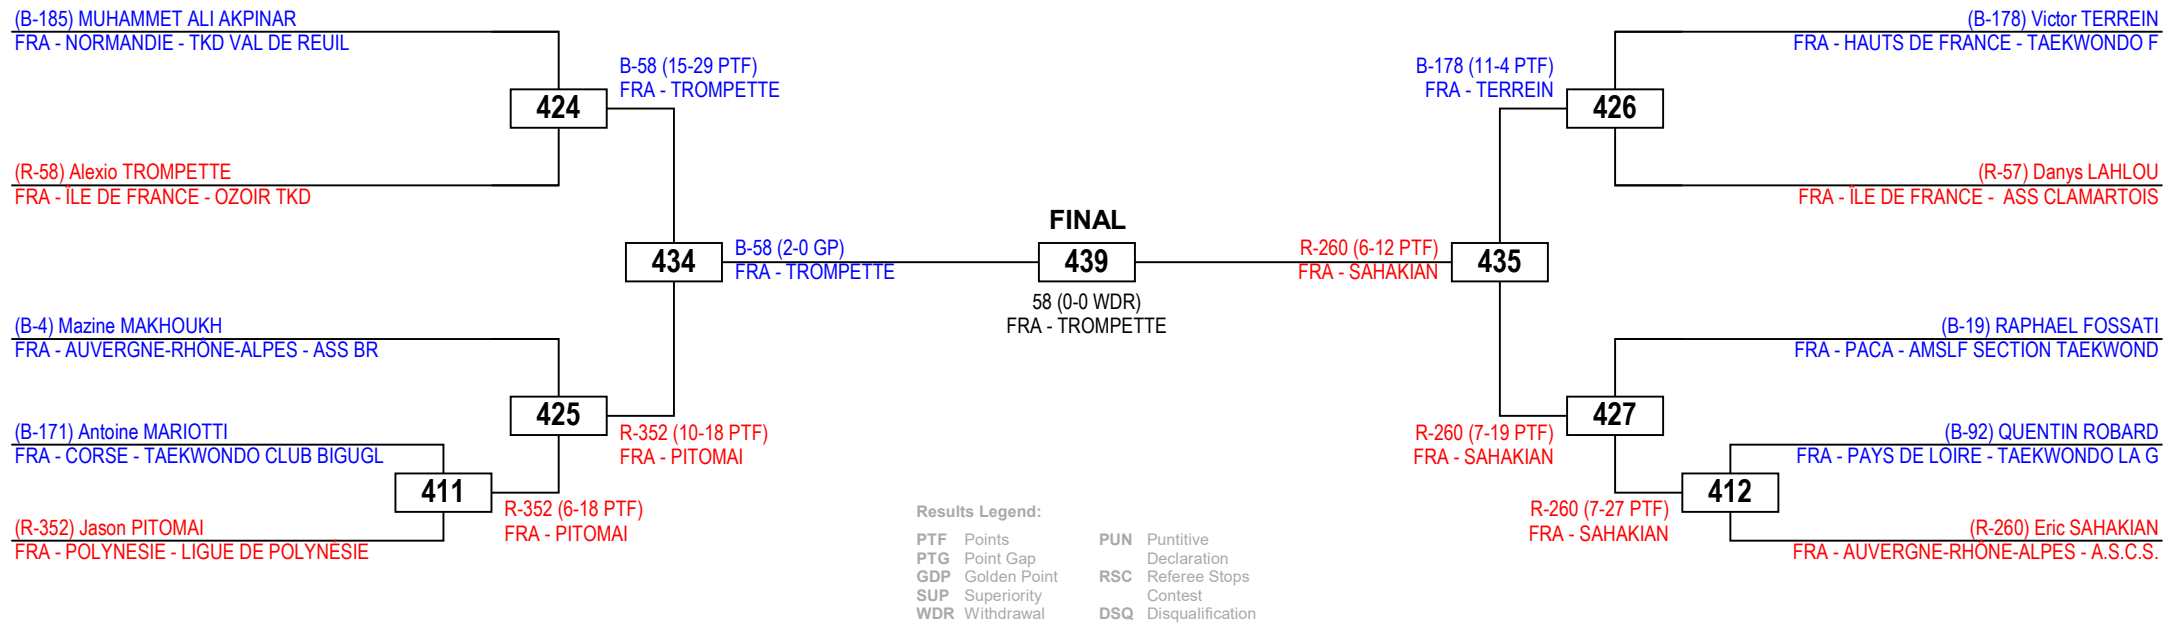 (B-185) MUHAMMET ALI AKPINAR
FRA - NORMANDIE - TKD VAL DE REUIL
B-58 (15-29 PTF)
FRA - TROMPETTE
424
(R-58) Alexio TROMPETTE
FRA - ÎLE DE FRANCE - OZOIR TKD
434
B-58 (2-0 GP)
FRA - TROMPETTE
(B-4) Mazine MAKHOUKH
FRA - AUVERGNE-RHÔNE-ALPES - ASS BR
425
R-352 (10-18 PTF)
FRA - PITOMAI
(B-171) Antoine MARIOTTI
FRA - CORSE - TAEKWONDO CLUB BIGUGL
411
R-352 (6-18 PTF)
FRA - PITOMAI
(R-352) Jason PITOMAI
FRA - POLYNESIE - LIGUE DE POLYNÉSIE
FINAL
439
58 (0-0 WDR)
FRA - TROMPETTE
(B-178) Victor TERREIN
FRA - HAUTS DE FRANCE - TAEKWONDO F
B-178 (11-4 PTF)
FRA - TERREIN
426
(R-57) Danys LAHLOU
FRA - ÎLE DE FRANCE - ASS CLAMARTOIS
R-260 (6-12 PTF)
FRA - SAHAKIAN
435
(B-19) RAPHAEL FOSSATI
FRA - PACA - AMSLF SECTION TAEKWOND
427
R-260 (7-19 PTF)
FRA - SAHAKIAN
(B-92) QUENTIN ROBARD
FRA - PAYS DE LOIRE - TAEKWONDO LA G
412
R-260 (7-27 PTF)
FRA - SAHAKIAN
(R-260) Eric SAHAKIAN
FRA - AUVERGNE-RHÔNE-ALPES - A.S.C.S.
Results Legend:
PTF Points
PTG Point Gap
GDP Golden Point
SUP Superiority
WDR Withdrawal
PUN Puntitive
Declaration
RSC Referee Stops
Contest
DSQ Disqualification